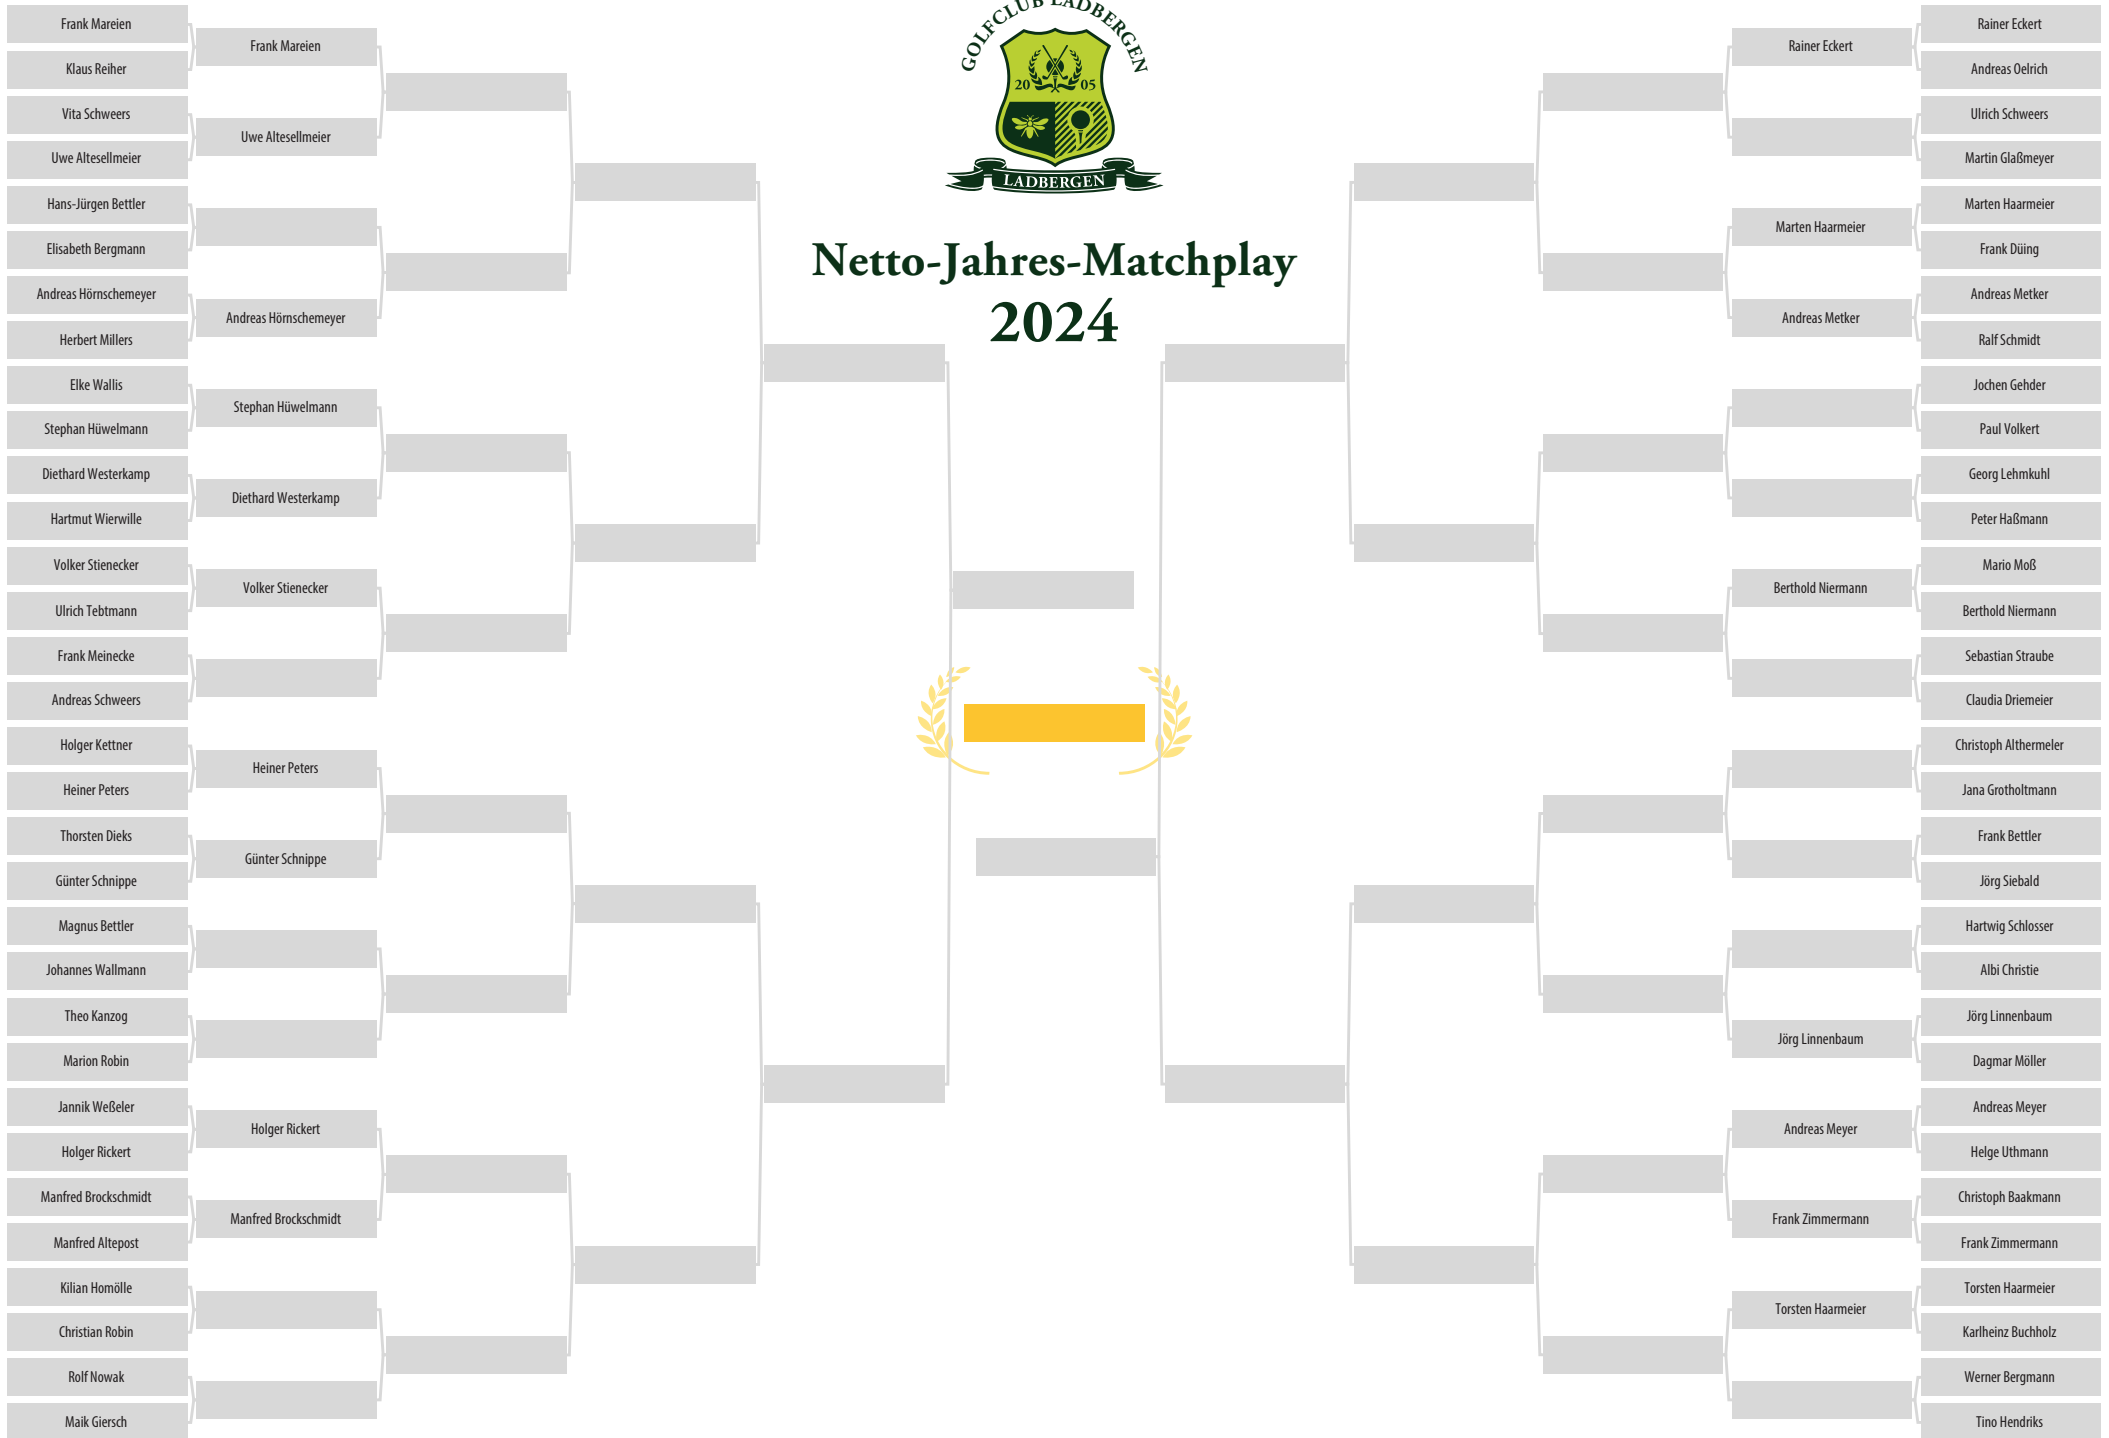 GOLFCLUB LADBERGEN
20 05
LADBERGEN
Netto-Jahres-Matchplay
2024
Frank Mareien
Klaus Reiher
Vita Schweers
Uwe Altesellmeier
Hans-Jürgen Bettler
Elisabeth Bergmann
Andreas Hörnschemeyer
Herbert Millers
Elke Wallis
Stephan Hüwelmann
Diethard Westerkamp
Hartmut Wierwille
Volker Stienecker
Ulrich Tebtmann
Frank Meinecke
Andreas Schweers
Holger Kettner
Heiner Peters
Thorsten Dieks
Günter Schnippe
Magnus Bettler
Johannes Wallmann
Theo Kanzog
Marion Robin
Jannik Weßeler
Holger Rickert
Manfred Brockschmidt
Manfred Altepost
Kilian Homölle
Christian Robin
Rolf Nowak
Maik Giersch
Frank Mareien
Uwe Altesellmeier
Andreas Hörnschemeyer
Stephan Hüwelmann
Diethard Westerkamp
Volker Stienecker
Heiner Peters
Günter Schnippe
Holger Rickert
Manfred Brockschmidt
Rainer Eckert
Marten Haarmeier
Andreas Metker
Berthold Niermann
Jörg Linnenbaum
Andreas Meyer
Frank Zimmermann
Torsten Haarmeier
Rainer Eckert
Andreas Oelrich
Ulrich Schweers
Martin Glaßmeyer
Marten Haarmeier
Frank Düing
Andreas Metker
Ralf Schmidt
Jochen Gehder
Paul Volkert
Georg Lehmkuhl
Peter Haßmann
Mario Moß
Berthold Niermann
Sebastian Straube
Claudia Driemeier
Christoph Althermeler
Jana Grotholtmann
Frank Bettler
Jörg Siebald
Hartwig Schlosser
Albi Christie
Jörg Linnenbaum
Dagmar Möller
Andreas Meyer
Helge Uthmann
Christoph Baakmann
Frank Zimmermann
Torsten Haarmeier
Karlheinz Buchholz
Werner Bergmann
Tino Hendriks